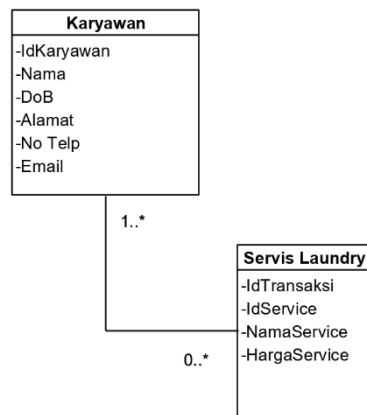 Karyawan
-IdKaryawan
-Nama
-DoB
-Alamat
-No Telp
-Email
1..*
Servis Laundry
-IdTransaksi
-IdService
-NamaService
-HargaService
0..*